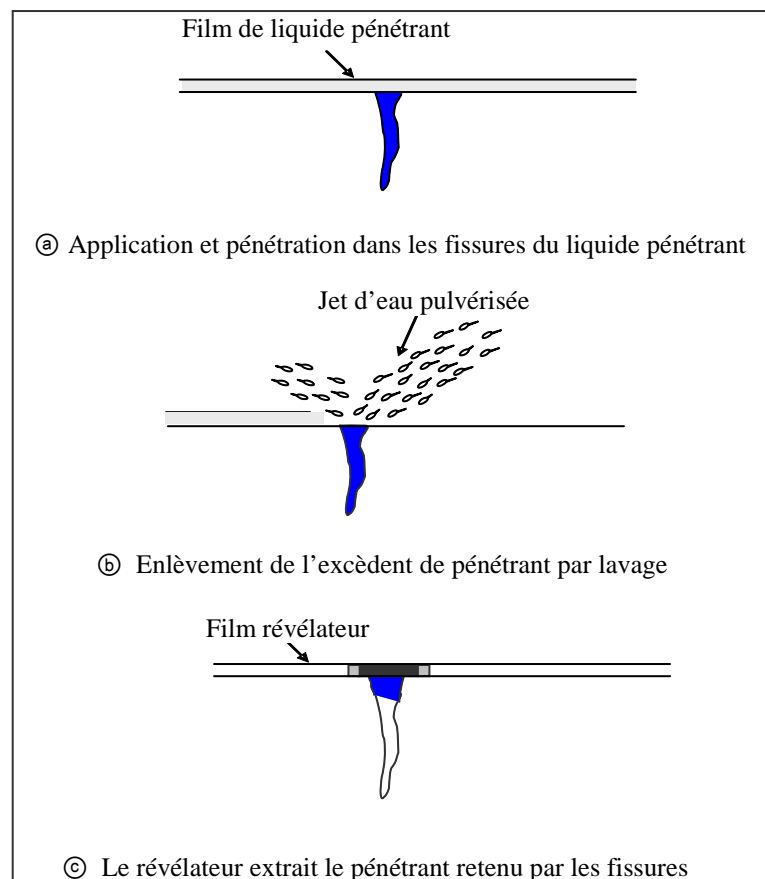 Film de liquide pénétrant
ⓐ Application et pénétration dans les fissures du liquide pénétrant
Jet d’eau pulvérisée
ⓑ Enlèvement de l’excèdent de pénétrant par lavage
Film révélateur
ⓒ Le révélateur extrait le pénétrant retenu par les fissures